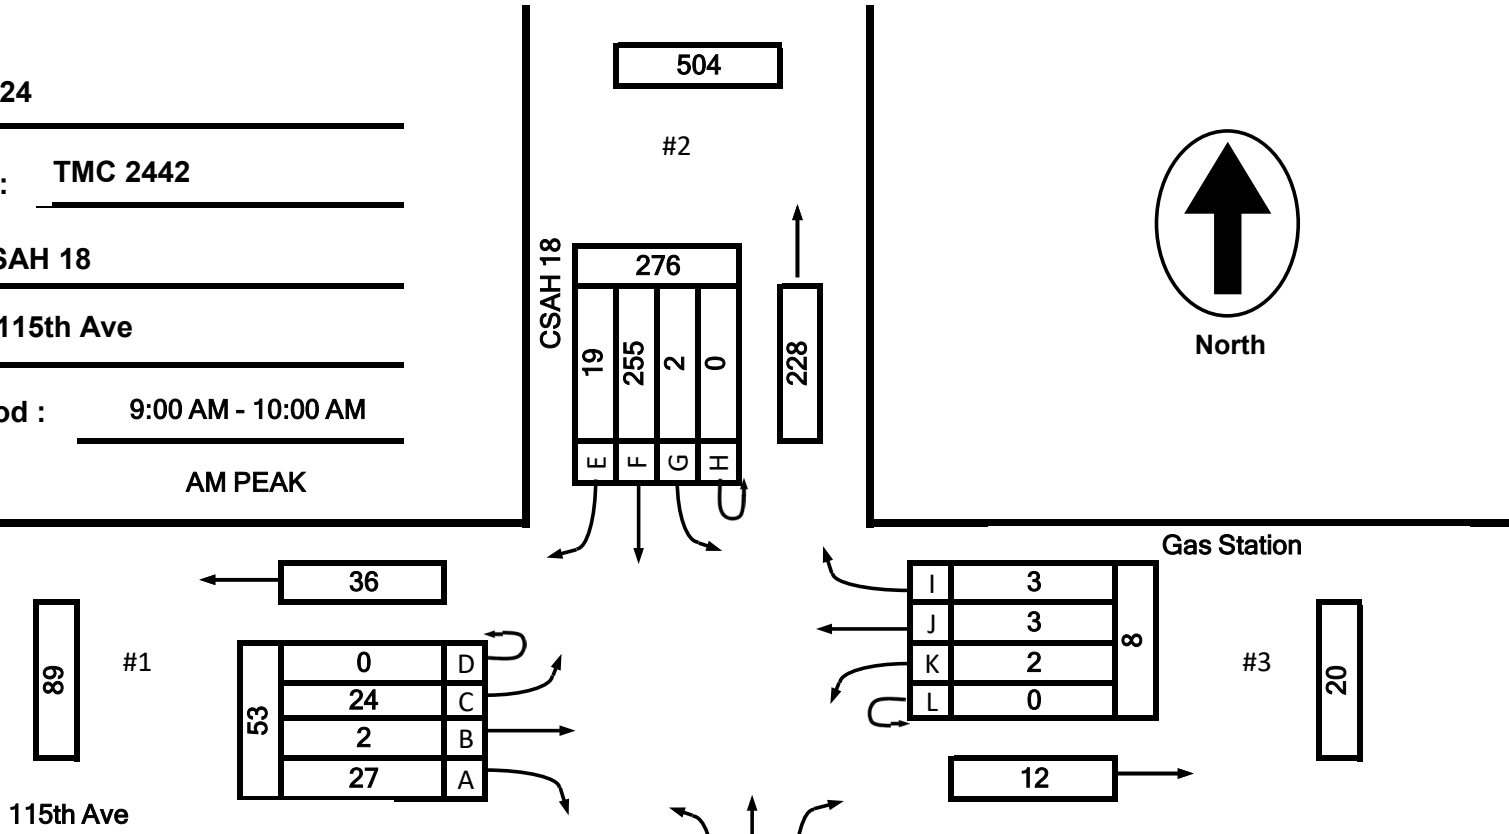 24
: TMC 2442
SAH 18
115th Ave
od : 9:00 AM - 10:00 AM
AM PEAK
504
#2
CSAH 18
276
19 255 2 0
E F G H
228
North
Gas Station
36
89
#1
53
0 D
24 C
2 B
27 A
115th Ave
I 3
J 3
K 2
L 0
8
#3
20
12